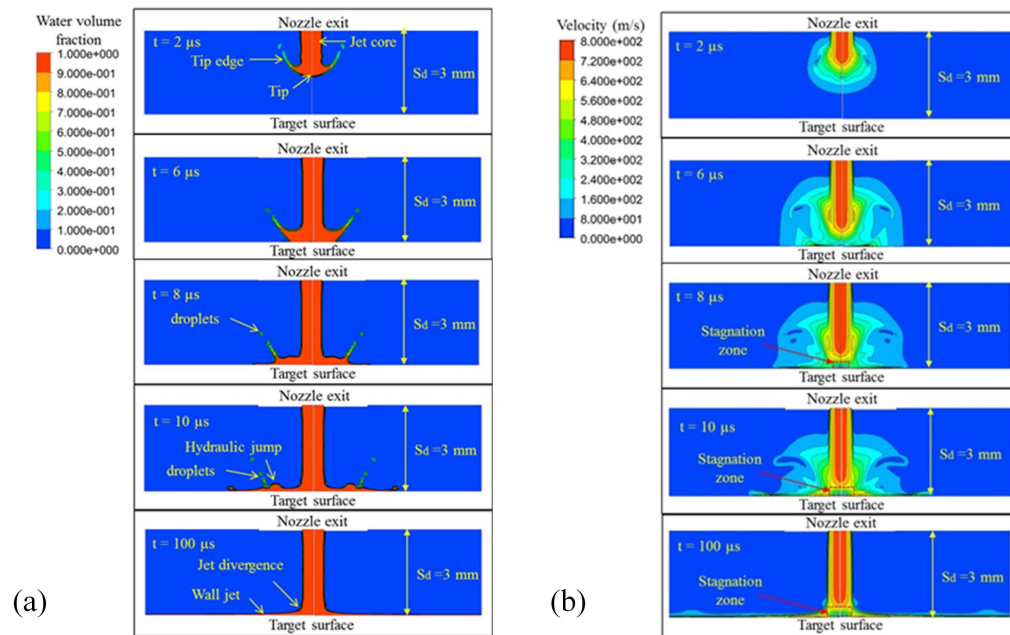 Water volume
fraction
1.000e+000
9.000e-001
8.000e-001
7.000e-001
6.000e-001
5.000e-001
4.000e-001
3.000e-001
2.000e-001
1.000e-001
0.000e+000
Nozzle exit
t = 2 µs
Jet core
Tip edge
Tip
Sd =3 mm
Target surface
Nozzle exit
t = 6 µs
Sd =3 mm
Target surface
Nozzle exit
t = 8 µs
droplets
Sd =3 mm
Target surface
Nozzle exit
t = 10 µs
Hydraulic jump
droplets
Sd =3 mm
Target surface
Nozzle exit
t = 100 µs
Jet divergence
Wall jet
Sd =3 mm
Target surface
(a)
Velocity (m/s)
8.000e+002
7.200e+002
6.400e+002
5.600e+002
4.800e+002
4.000e+002
3.200e+002
2.400e+002
1.600e+002
8.000e+001
0.000e+000
Nozzle exit
t = 2 µs
Sd =3 mm
Target surface
Nozzle exit
t = 6 µs
Sd =3 mm
Target surface
Nozzle exit
t = 8 µs
Stagnation
zone
Sd =3 mm
Target surface
Nozzle exit
t = 10 µs
Stagnation
zone
Sd =3 mm
Target surface
Nozzle exit
t = 100 µs
Stagnation
zone
Sd =3 mm
Target surface
(b)